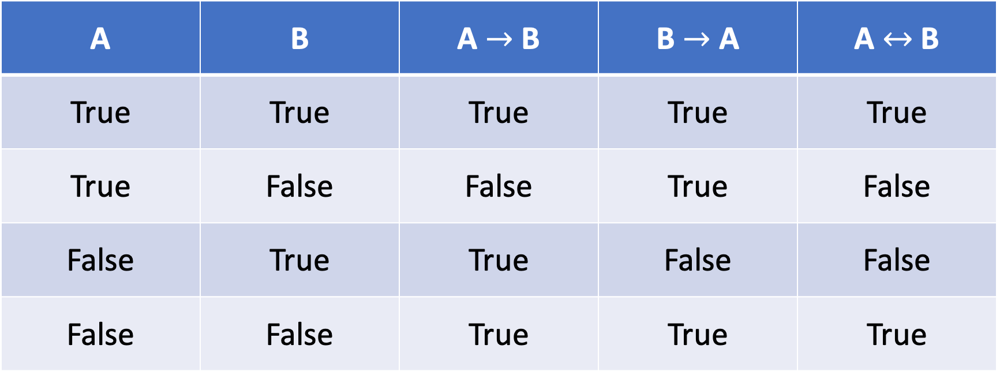 A B A → B B → A A ↔ B
True True True True True
True False False True False
False True True False False
False False True True True